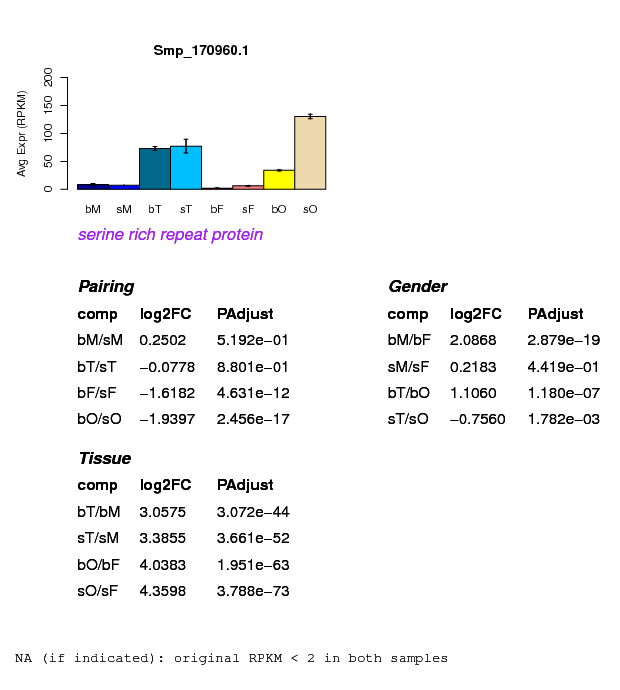 Smp_170960.1
Avg Expr (RPKM)
200
150
100
50
0
bM sM bT sT bF sF bO sO
serine rich repeat protein
Pairing
comp log2FC PAdjust
bM/sM 0.2502 5.192e−01
bT/sT −0.0778 8.801e−01
bF/sF −1.6182 4.631e−12
bO/sO −1.9397 2.456e−17
Gender
comp log2FC PAdjust
bM/bF 2.0868 2.879e−19
sM/sF 0.2183 4.419e−01
bT/bO 1.1060 1.180e−07
sT/sO −0.7560 1.782e−03
Tissue
comp log2FC PAdjust
bT/bM 3.0575 3.072e−44
sT/sM 3.3855 3.661e−52
bO/bF 4.0383 1.951e−63
sO/sF 4.3598 3.788e−73
NA (if indicated): original RPKM < 2 in both samples